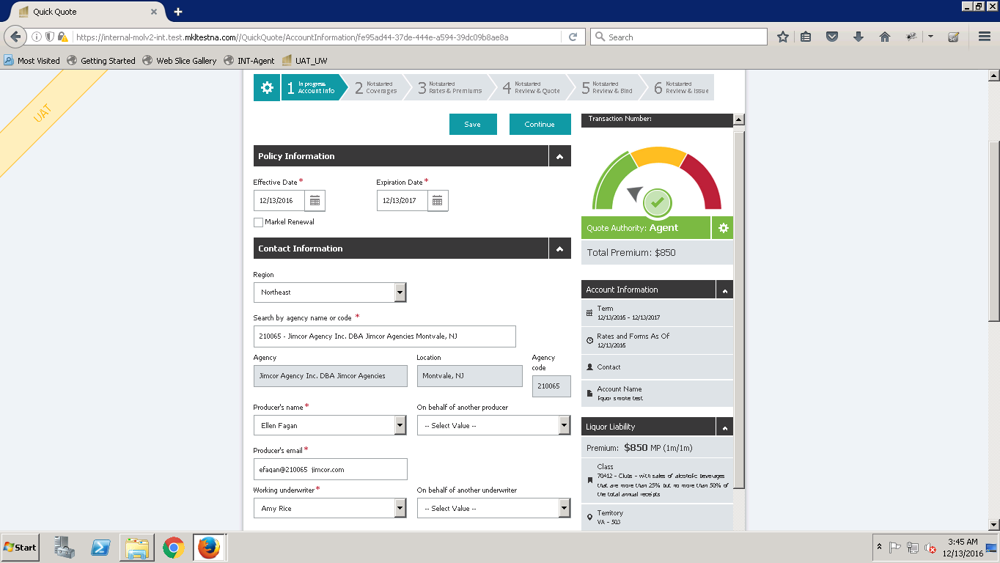 Quick Quote
https://internal-molv2-int.test.mkltestna.com//QuickQuote/AccountInformation/fe95ad44-37de-444e-a594-39dc09b8ae8a
Search
Most Visited
Getting Started
Web Slice Gallery
INT-Agent
UAT_UW
UAT
1 In progress Account Info
2 Not started Coverages
3 Not started Rates & Premiums
4 Not started Review & Quote
5 Not started Review & Bind
6 Not started Review & Issue
Save
Continue
Policy Information
Effective Date *
Expiration Date *
12/13/2016
12/13/2017
Markel Renewal
Contact Information
Region
Northeast
Search by agency name or code *
210065 - Jimcor Agency Inc. DBA Jimcor Agencies Montvale, NJ
Agency
Location
Agency code
Jimcor Agency Inc. DBA Jimcor Agencies
Montvale, NJ
210065
Producer's name *
On behalf of another producer
Ellen Fagan
-- Select Value --
Producer's email *
efagan@210065 jimcor.com
Working underwriter *
On behalf of another underwriter
Amy Rice
-- Select Value --
Transaction Number:
Quote Authority: Agent
Total Premium: $850
Account Information
Term
12/13/2016 - 12/13/2017
Rates and Forms As Of
12/13/2016
Contact
Account Name
liquor smoke test
Liquor Liability
Premium: $850 MP (1m/1m)
Class
70412 - Clubs - with sales of alcoholic beverages
that are more than 25% but no more than 50% of
the total annual receipts
Territory
VA - 503
Start
3:45 AM
12/13/2016